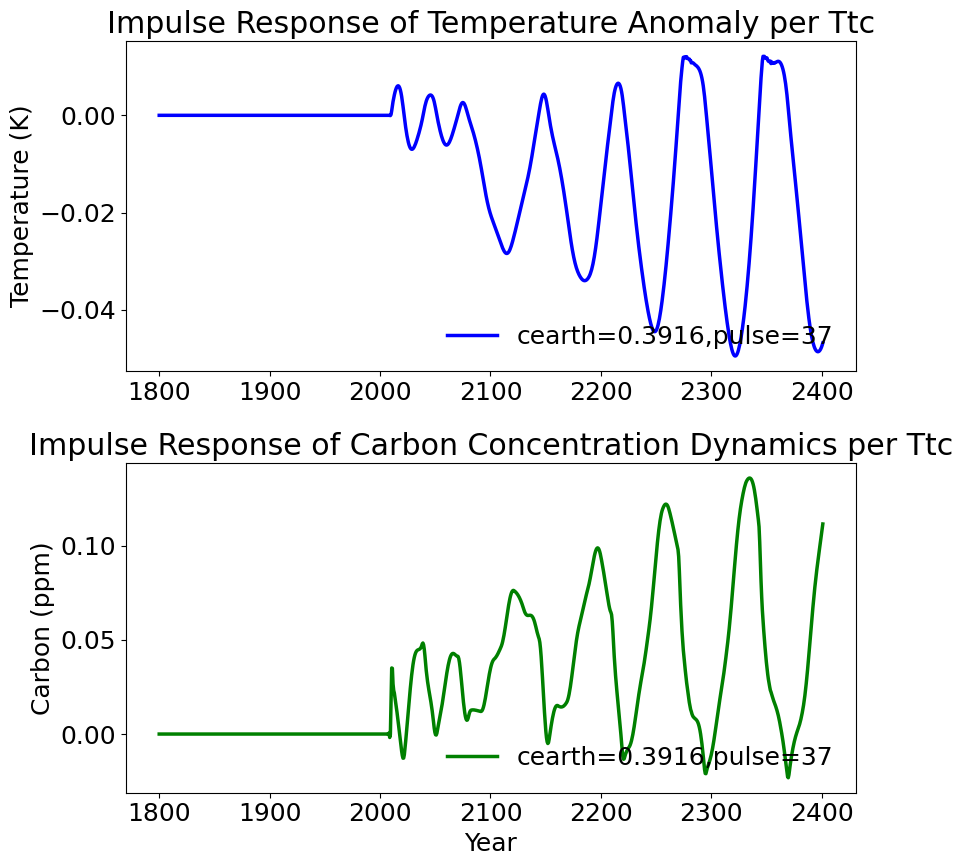 Impulse Response of Temperature Anomaly per Ttc
Temperature (K)
0.00
−0.02
−0.04
cearth=0.3916,pulse=37
1800 1900 2000 2100 2200 2300 2400
Impulse Response of Carbon Concentration Dynamics per Ttc
Carbon (ppm)
0.10
0.05
0.00
cearth=0.3916,pulse=37
1800 1900 2000 2100 2200 2300 2400
Year